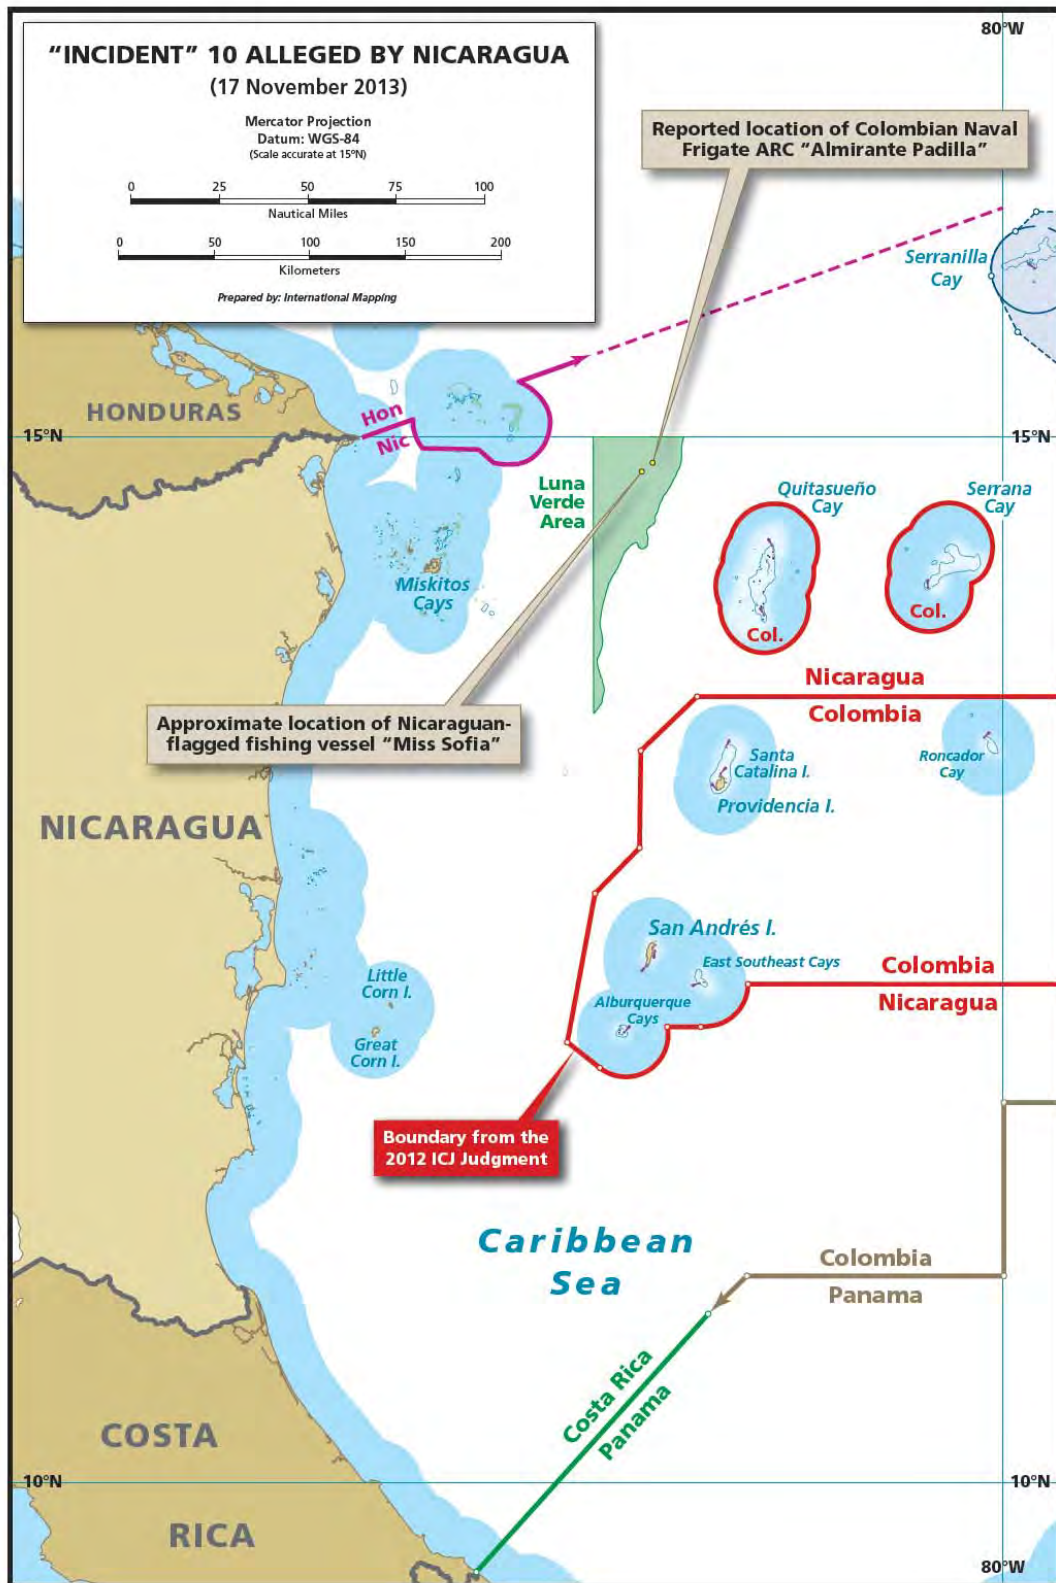 "INCIDENT" 10 ALLEGED BY NICARAGUA
(17 November 2013)
Mercator Projection
Datum: WGS-84
(Scale accurate at 15°N)
0 25 50 75 100
Nautical Miles
0 50 100 150 200
Kilometers
Prepared by: International Mapping
80°W
Reported location of Colombian Naval
Frigate ARC "Almirante Padilla"
Serranilla
Cay
HONDURAS
Hon
Nic
15°N
15°N
Luna
Verde
Area
Quitasueño
Cay
Serrana
Cay
Miskitos
Cays
Col.
Col.
Nicaragua
Colombia
Approximate location of Nicaraguan-
flagged fishing vessel "Miss Sofia"
Santa
Catalina I.
Providencia I.
Roncador
Cay
NICARAGUA
San Andrés I.
East Southeast Cays
Alburquerque
Cays
Colombia
Nicaragua
Little
Corn I.
Great
Corn I.
Boundary from the
2012 ICJ Judgment
Caribbean
Sea
Colombia
Panama
Costa Rica
Panama
COSTA
RICA
10°N
10°N
80°W